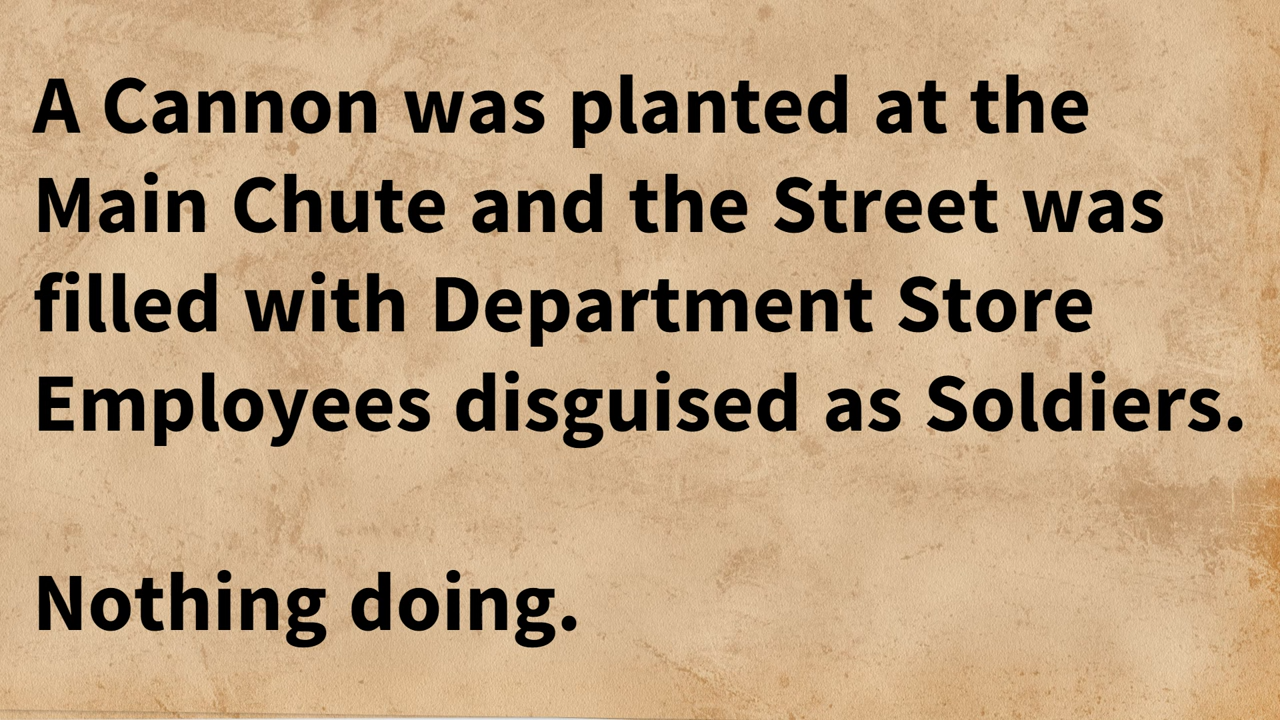 A Cannon was planted at the
Main Chute and the Street was
filled with Department Store
Employees disguised as Soldiers.
Nothing doing.